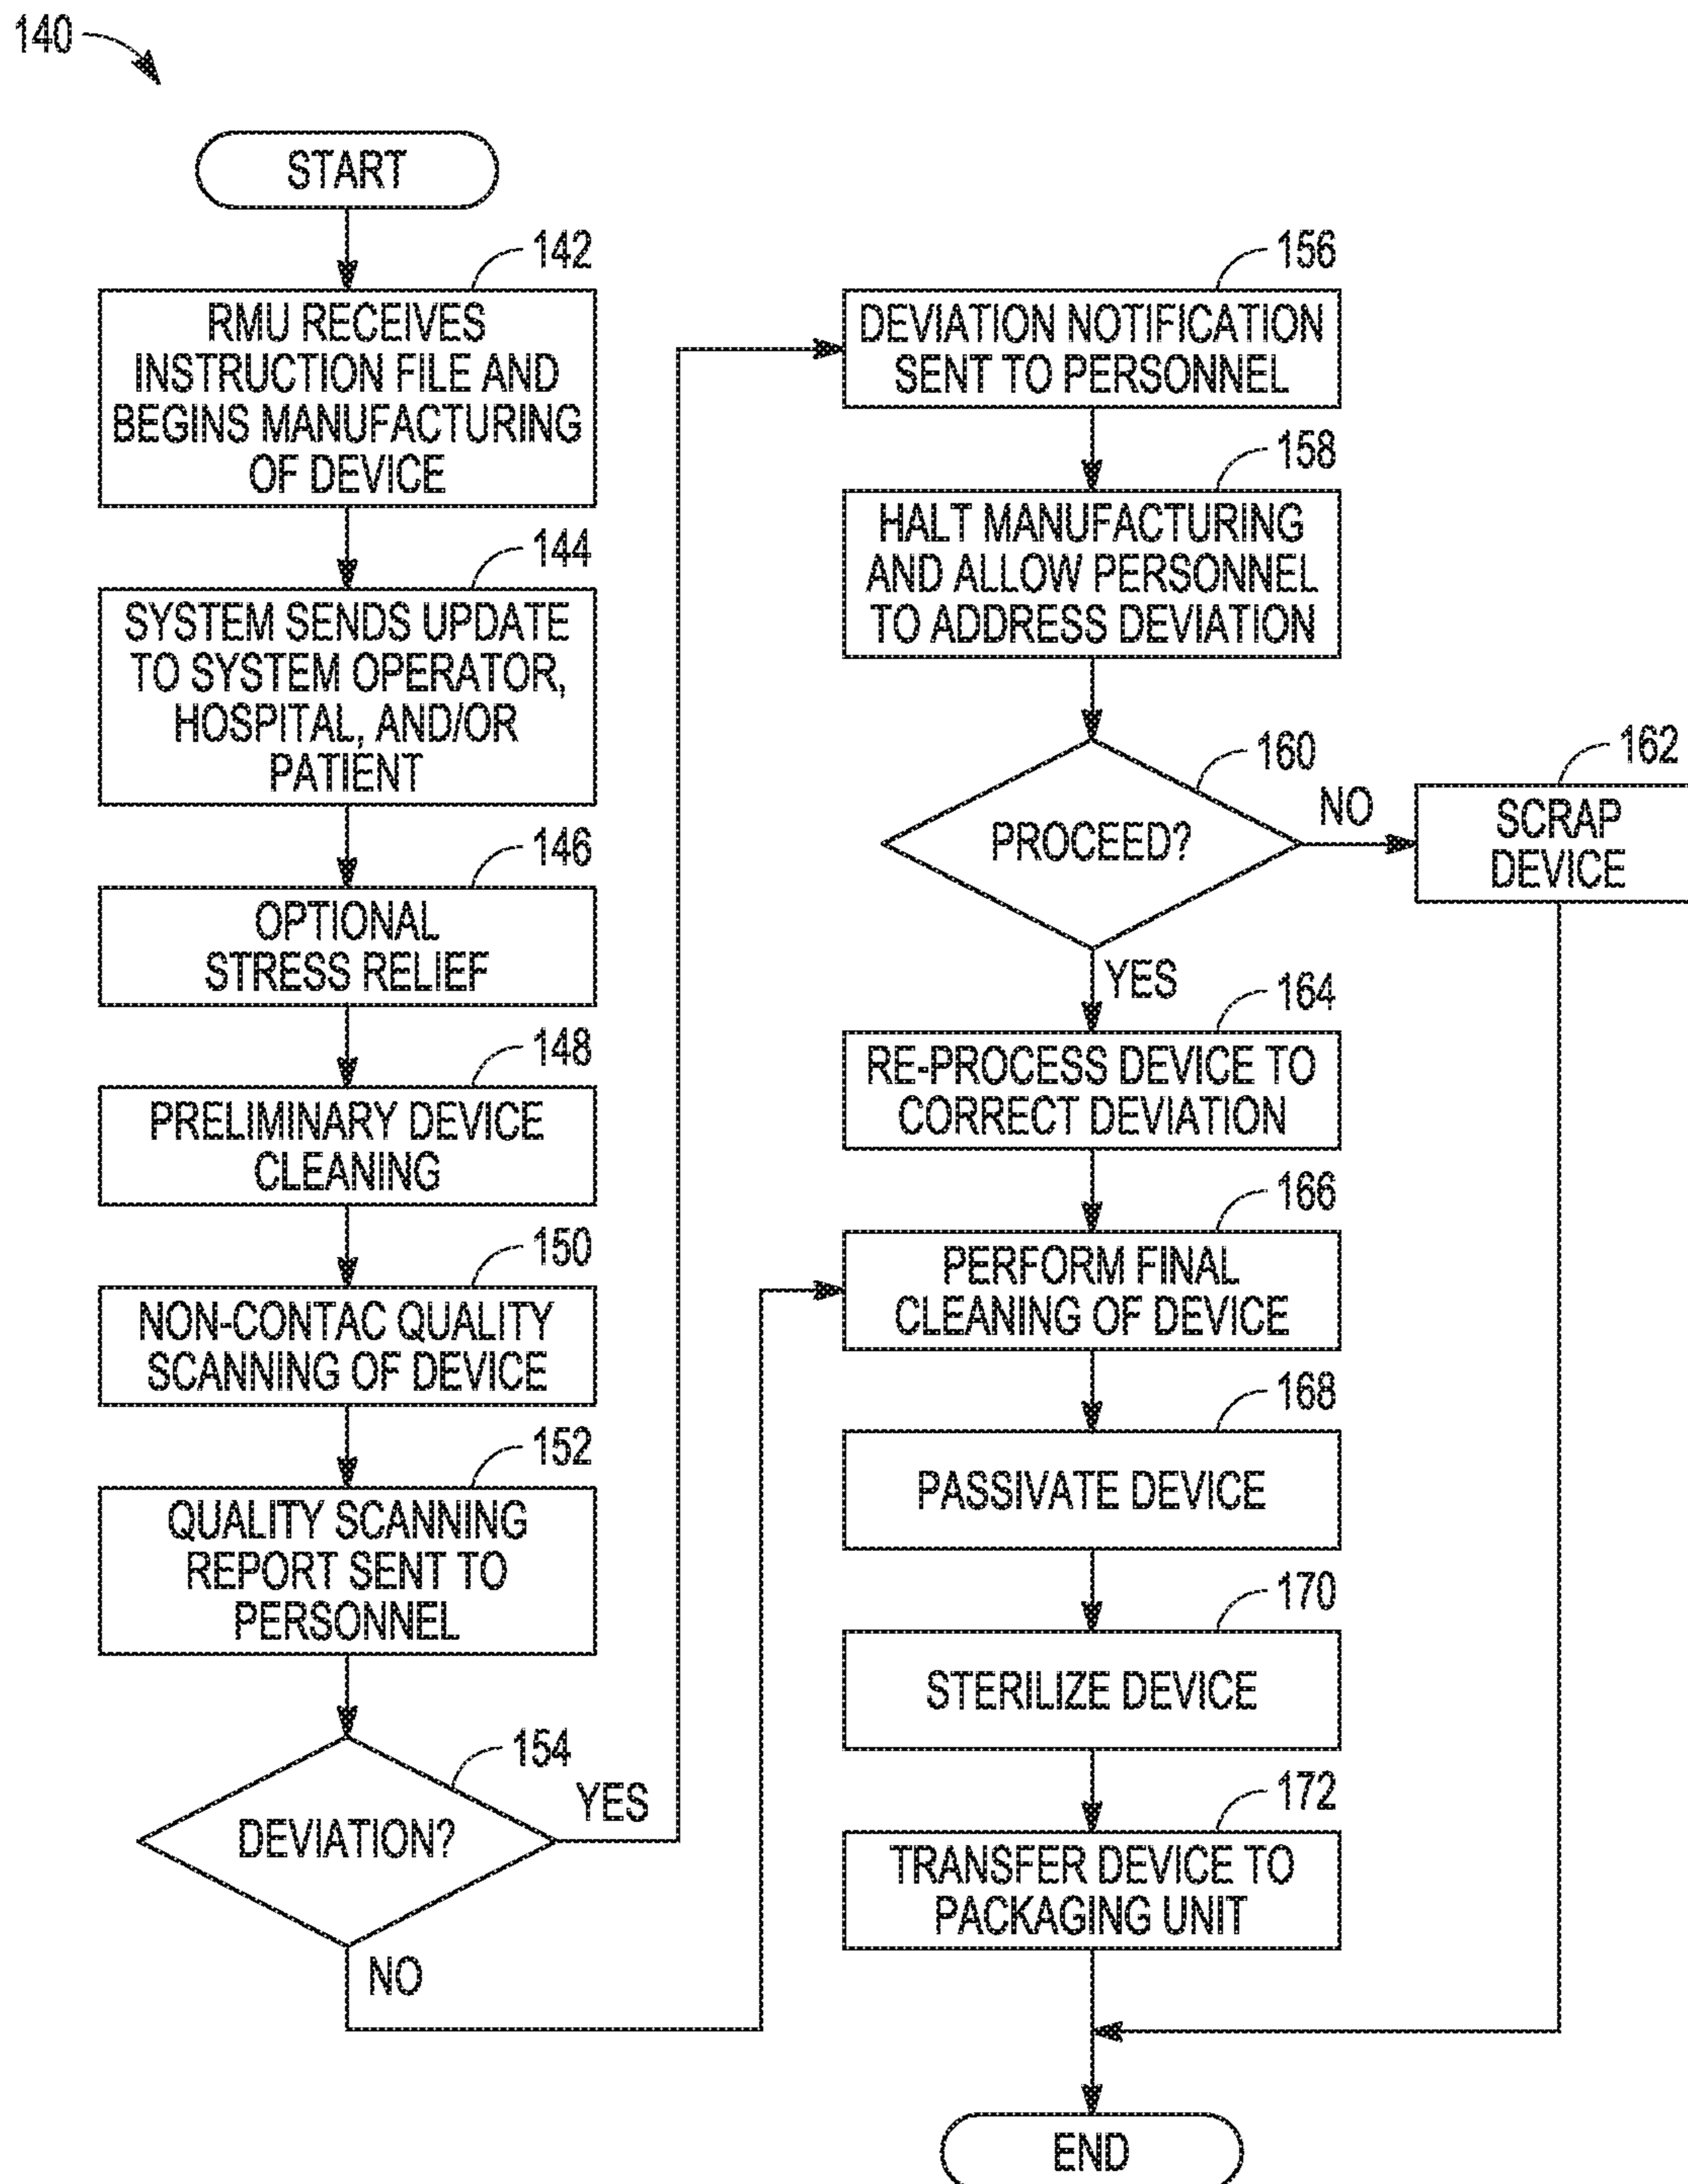 140
START
142
RMU RECEIVES
INSTRUCTION FILE AND
BEGINS MANUFACTURING
OF DEVICE
144
SYSTEM SENDS UPDATE
TO SYSTEM OPERATOR,
HOSPITAL, AND/OR
PATIENT
146
OPTIONAL
STRESS RELIEF
148
PRELIMINARY DEVICE
CLEANING
150
NON-CONTAC QUALITY
SCANNING OF DEVICE
152
QUALITY SCANNING
REPORT SENT TO
PERSONNEL
154
DEVIATION?
YES
NO
156
DEVIATION NOTIFICATION
SENT TO PERSONNEL
158
HALT MANUFACTURING
AND ALLOW PERSONNEL
TO ADDRESS DEVIATION
160
PROCEED?
NO
162
SCRAP
DEVICE
YES
164
RE-PROCESS DEVICE TO
CORRECT DEVIATION
166
PERFORM FINAL
CLEANING OF DEVICE
168
PASSIVATE DEVICE
170
STERILIZE DEVICE
172
TRANSFER DEVICE TO
PACKAGING UNIT
END